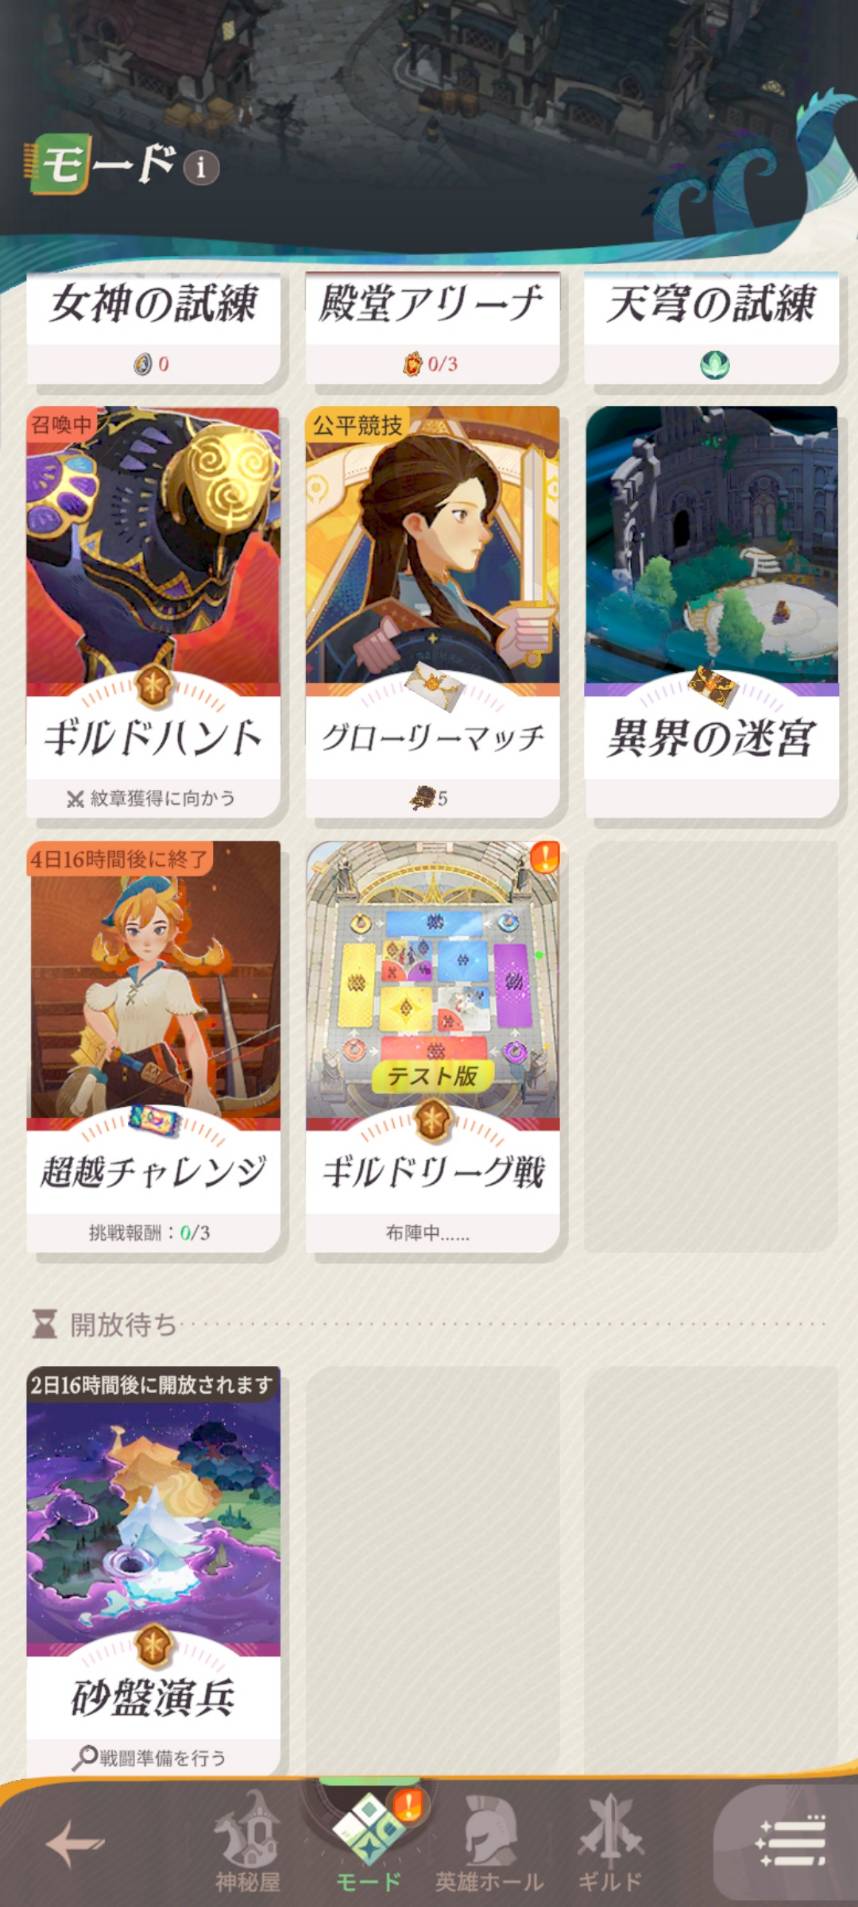 モード i
女神の試練
殿堂アリーナ
天穹の試練
0
0/3
召喚中
公平競技
ギルドハント
グローリーマッチ
異界の迷宮
紋章獲得に向かう
5
4日16時間後に終了
テスト版
超越チャレンジ
ギルドリーグ戦
挑戦報酬：0/3
布陣中......
開放待ち
2日16時間後に開放されます
砂盤演兵
戦闘準備を行う
神秘屋
モード
英雄ホール
ギルド